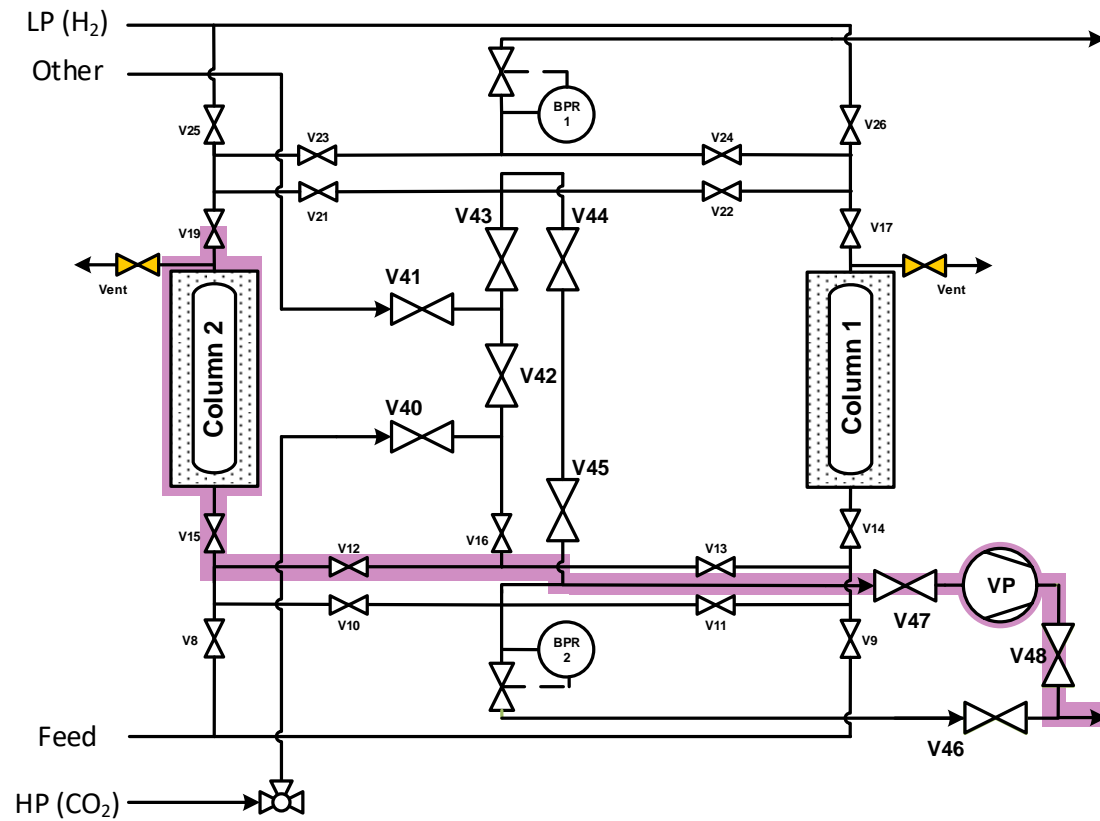 LP (H₂)
Other
BPR
1
V25
V23
V24
V26
V21
V22
V19
V43
V44
V17
Vent
V41
Vent
Column 2
V42
Column 1
V40
V45
V15
V12
V16
V13
V14
VP
V47
V10
V11
V8
BPR
2
V9
V48
Feed
V46
HP (CO₂)